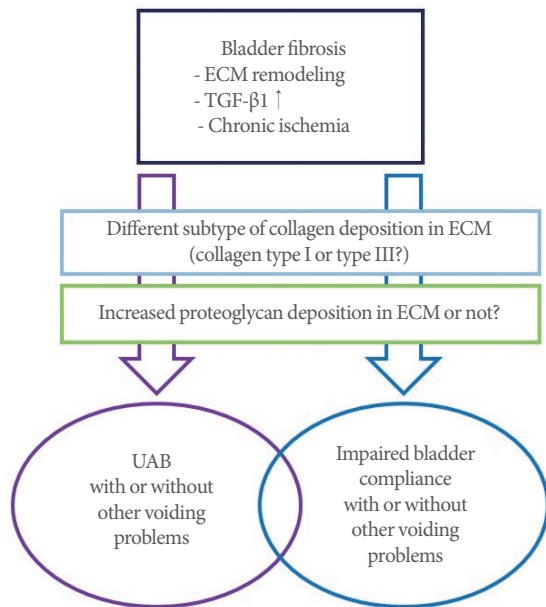 Bladder fibrosis
- ECM remodeling
- TGF-β1 ↑
- Chronic ischemia
Different subtype of collagen deposition in ECM
(collagen type I or type III?)
Increased proteoglycan deposition in ECM or not?
UAB
with or without
other voiding
problems
Impaired bladder
compliance
with or without
other voiding
problems